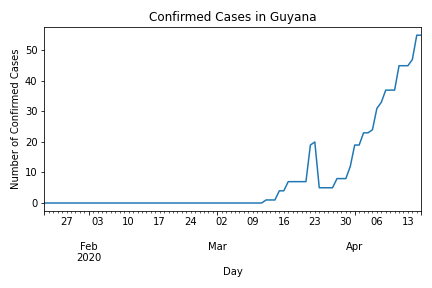 Confirmed Cases in Guyana
Number of Confirmed Cases
50
40
30
20
10
0
27 03 10 17 24 02 09 16 23 30 06 13
Feb Mar Apr
2020
Day